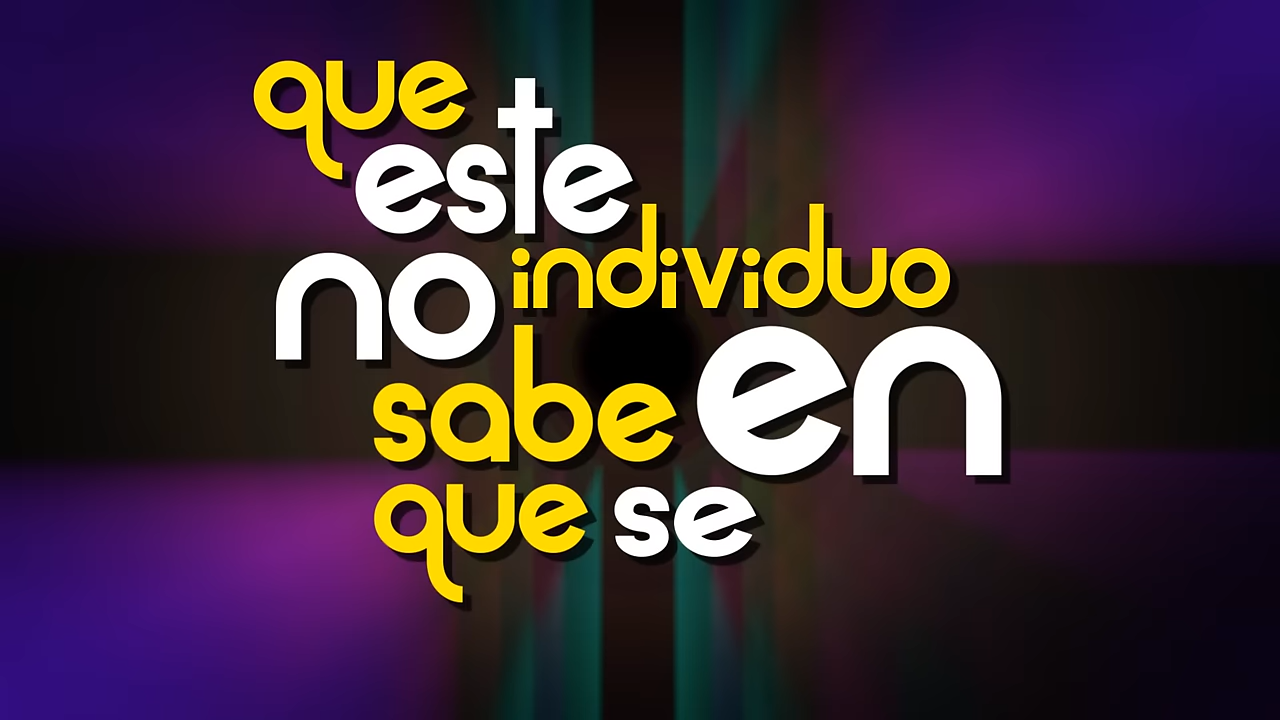 que
este
individuo
no
sabe en
que se